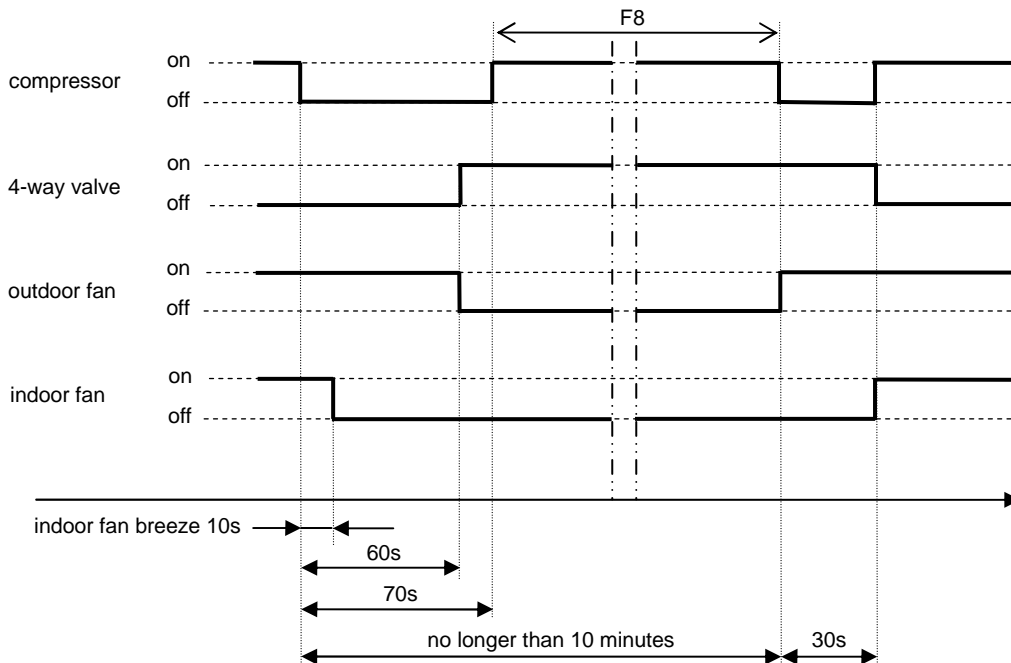 F8
on
compressor
off
on
4-way valve
off
on
outdoor fan
off
on
indoor fan
off
indoor fan breeze 10s
60s
70s
no longer than 10 minutes
30s